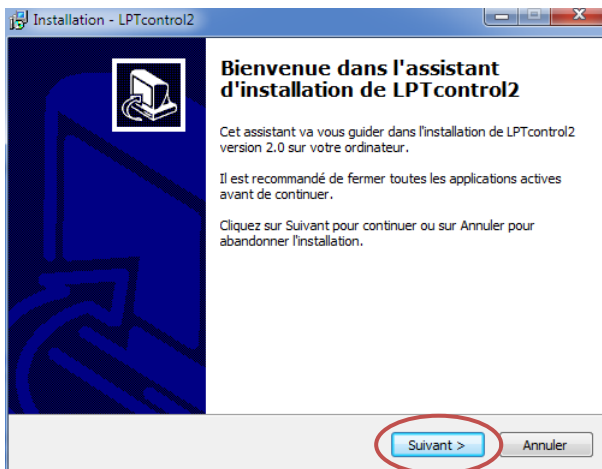 Installation - LPTcontrol2
Bienvenue dans l'assistant
d'installation de LPTcontrol2
Cet assistant va vous guider dans l'installation de LPTcontrol2
version 2.0 sur votre ordinateur.
Il est recommandé de fermer toutes les applications actives
avant de continuer.
Cliquez sur Suivant pour continuer ou sur Annuler pour
abandonner l'installation.
Suivant > Annuler